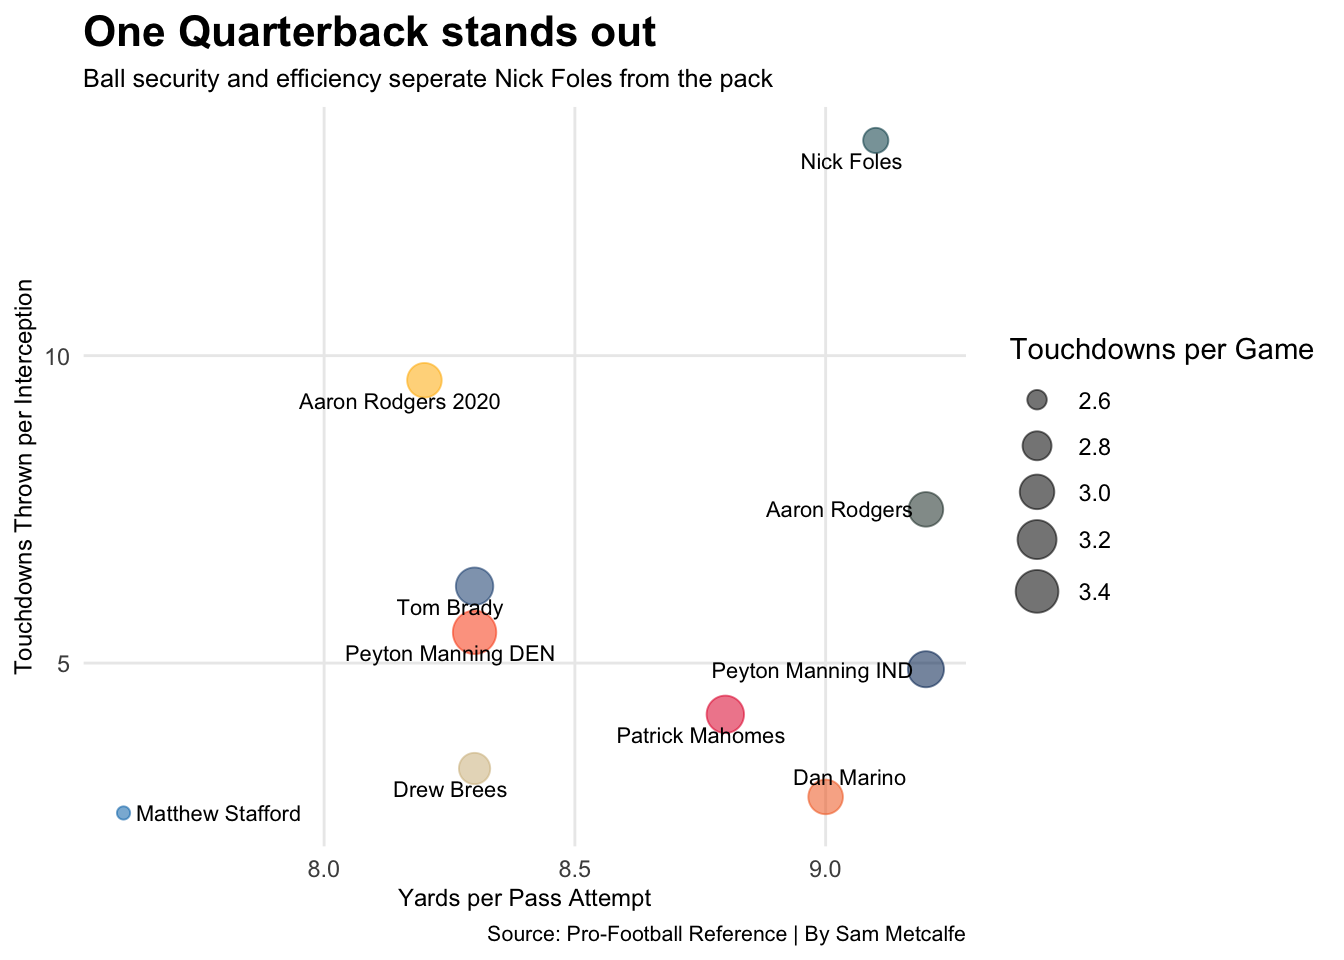 One Quarterback stands out
Ball security and efficiency seperate Nick Foles from the pack
Touchdowns Thrown per Interception
10
5
Nick Foles
Aaron Rodgers 2020
Aaron Rodgers
Tom Brady
Peyton Manning DEN
Peyton Manning IND
Patrick Mahomes
Dan Marino
Drew Brees
Matthew Stafford
8.0
8.5
9.0
Yards per Pass Attempt
Touchdowns per Game
2.6
2.8
3.0
3.2
3.4
Source: Pro-Football Reference | By Sam Metcalfe